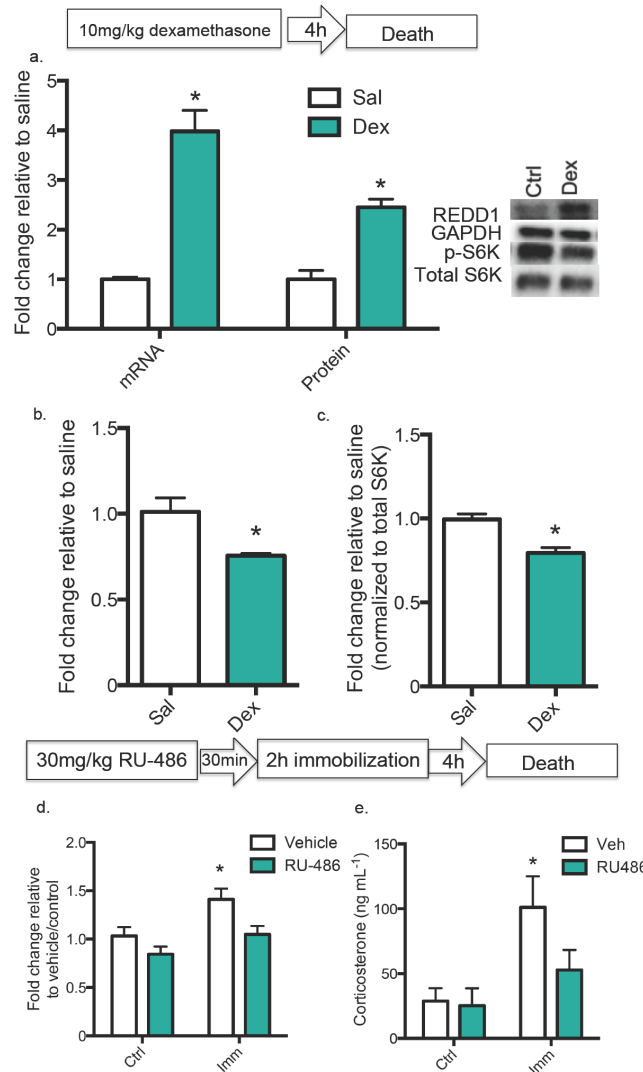 10mg/kg dexamethasone 4h Death
a.
Fold change relative to saline
5
4
3
2
1
0
* *
Sal
Dex
mRNA Protein
Ctrl Dex
REDD1
GAPDH
p-S6K
Total S6K
b.
Fold change relative to saline
1.5
1.0
0.5
0
*
Sal Dex
c.
Fold change relative to saline
(normalized to total S6K)
1.5
1.0
0.5
0
*
Sal Dex
30mg/kg RU-486 30min 2h immobilization 4h Death
d.
Fold change relative
to vehicle/control
2.0
1.5
1.0
0.5
0
Vehicle
RU-486
*
Ctrl Imm
e.
Corticosterone (ng mL-1)
150
100
50
0
Veh
RU486
*
Ctrl Imm